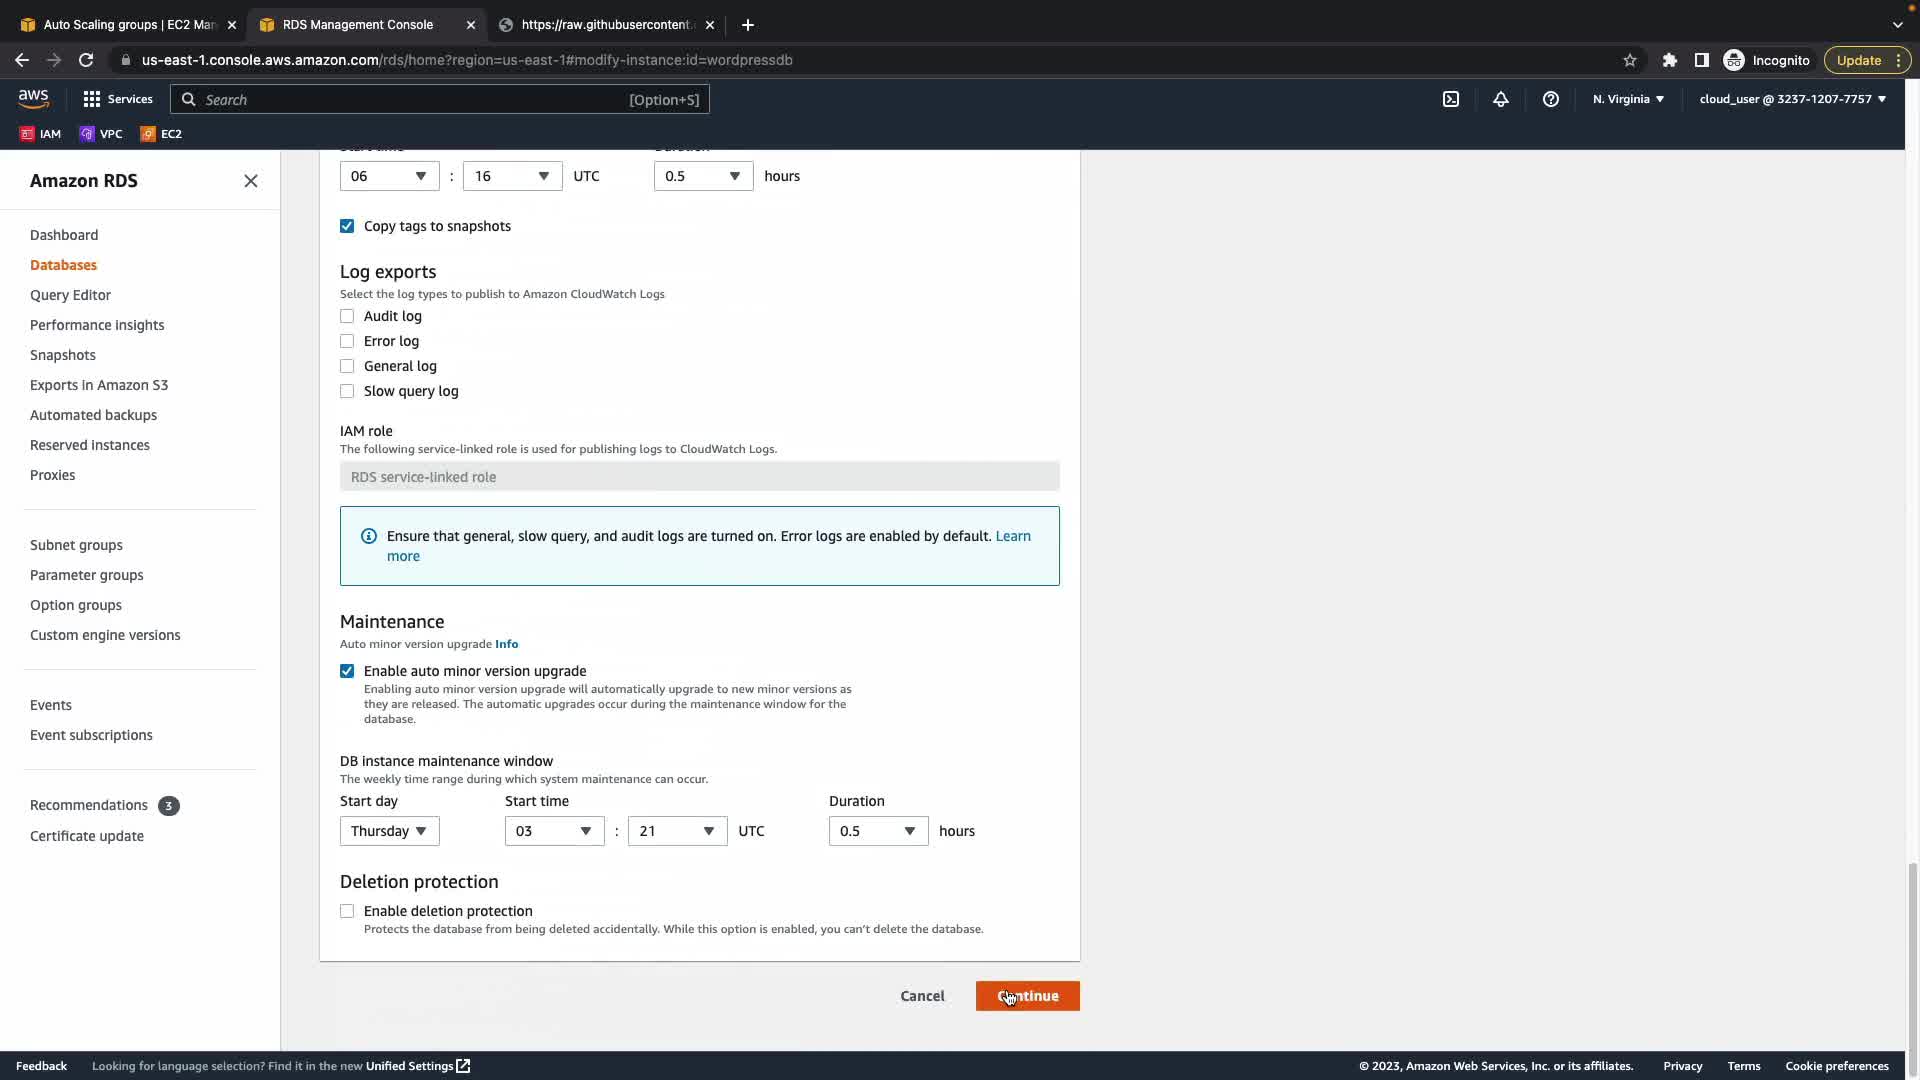 Auto Scaling groups | EC2 Man
RDS Management Console
https://raw.githubusercontent.
us-east-1.console.aws.amazon.com/rds/home?region=us-east-1#modify-instance:id=wordpressdb
Incognito
Update
aws
Services
Search
[Option+S]
N. Virginia
cloud_user @ 3237-1207-7757
IAM
VPC
EC2
Amazon RDS
Dashboard
Databases
Query Editor
Performance insights
Snapshots
Exports in Amazon S3
Automated backups
Reserved instances
Proxies
Subnet groups
Parameter groups
Option groups
Custom engine versions
Events
Event subscriptions
Recommendations 3
Certificate update
06 : 16 UTC 0.5 hours
Copy tags to snapshots
Log exports
Select the log types to publish to Amazon CloudWatch Logs
Audit log
Error log
General log
Slow query log
IAM role
The following service-linked role is used for publishing logs to CloudWatch Logs.
RDS service-linked role
Ensure that general, slow query, and audit logs are turned on. Error logs are enabled by default. Learn
more
Maintenance
Auto minor version upgrade Info
Enable auto minor version upgrade
Enabling auto minor version upgrade will automatically upgrade to new minor versions as
they are released. The automatic upgrades occur during the maintenance window for the
database.
DB instance maintenance window
The weekly time range during which system maintenance can occur.
Start day Start time Duration
Thursday 03 : 21 UTC 0.5 hours
Deletion protection
Enable deletion protection
Protects the database from being deleted accidentally. While this option is enabled, you can't delete the database.
Cancel
Continue
Feedback
Looking for language selection? Find it in the new Unified Settings
© 2023, Amazon Web Services, Inc. or its affiliates.
Privacy
Terms
Cookie preferences